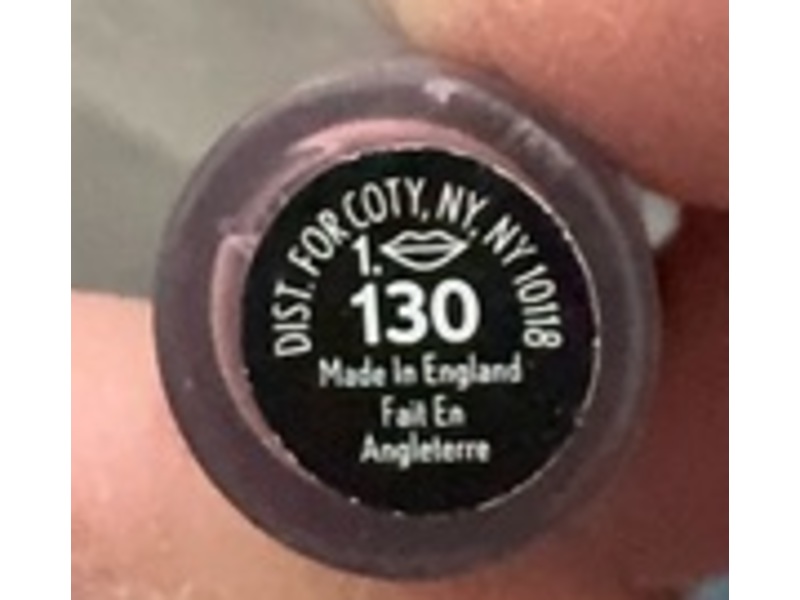 DIST. FOR COTY, NY, NY 10118
1.
130
Made In England
Fait En
Angleterre